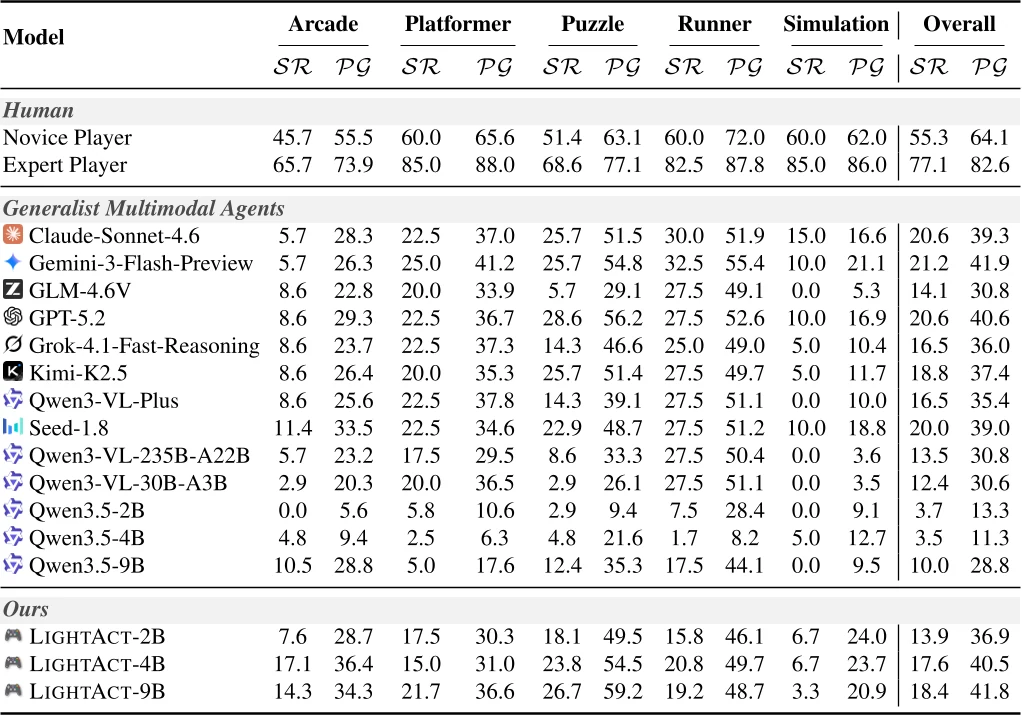 Model Arcade Platformer Puzzle Runner Simulation Overall
SR PG SR PG SR PG SR PG SR PG SR PG
Human
Novice Player 45.7 55.5 60.0 65.6 51.4 63.1 60.0 72.0 60.0 62.0 55.3 64.1
Expert Player 65.7 73.9 85.0 88.0 68.6 77.1 82.5 87.8 85.0 86.0 77.1 82.6
Generalist Multimodal Agents
Claude-Sonnet-4.6 5.7 28.3 22.5 37.0 25.7 51.5 30.0 51.9 15.0 16.6 20.6 39.3
Gemini-3-Flash-Preview 5.7 26.3 25.0 41.2 25.7 54.8 32.5 55.4 10.0 21.1 21.2 41.9
GLM-4.6V 8.6 22.8 20.0 33.9 5.7 29.1 27.5 49.1 0.0 5.3 14.1 30.8
GPT-5.2 8.6 29.3 22.5 36.7 28.6 56.2 27.5 52.6 10.0 16.9 20.6 40.6
Grok-4.1-Fast-Reasoning 8.6 23.7 22.5 37.3 14.3 46.6 25.0 49.0 5.0 10.4 16.5 36.0
Kimi-K2.5 8.6 26.4 20.0 35.3 25.7 51.4 27.5 49.7 5.0 11.7 18.8 37.4
Qwen3-VL-Plus 8.6 25.6 22.5 37.8 14.3 39.1 27.5 51.1 0.0 10.0 16.5 35.4
Seed-1.8 11.4 33.5 22.5 34.6 22.9 48.7 27.5 51.2 10.0 18.8 20.0 39.0
Qwen3-VL-235B-A22B 5.7 23.2 17.5 29.5 8.6 33.3 27.5 50.4 0.0 3.6 13.5 30.8
Qwen3-VL-30B-A3B 2.9 20.3 20.0 36.5 2.9 26.1 27.5 51.1 0.0 3.5 12.4 30.6
Qwen3.5-2B 0.0 5.6 5.8 10.6 2.9 9.4 7.5 28.4 0.0 9.1 3.7 13.3
Qwen3.5-4B 4.8 9.4 2.5 6.3 4.8 21.6 1.7 8.2 5.0 12.7 3.5 11.3
Qwen3.5-9B 10.5 28.8 5.0 17.6 12.4 35.3 17.5 44.1 0.0 9.5 10.0 28.8
Ours
LIGHTACT-2B 7.6 28.7 17.5 30.3 18.1 49.5 15.8 46.1 6.7 24.0 13.9 36.9
LIGHTACT-4B 17.1 36.4 15.0 31.0 23.8 54.5 20.8 49.7 6.7 23.7 17.6 40.5
LIGHTACT-9B 14.3 34.3 21.7 36.6 26.7 59.2 19.2 48.7 3.3 20.9 18.4 41.8